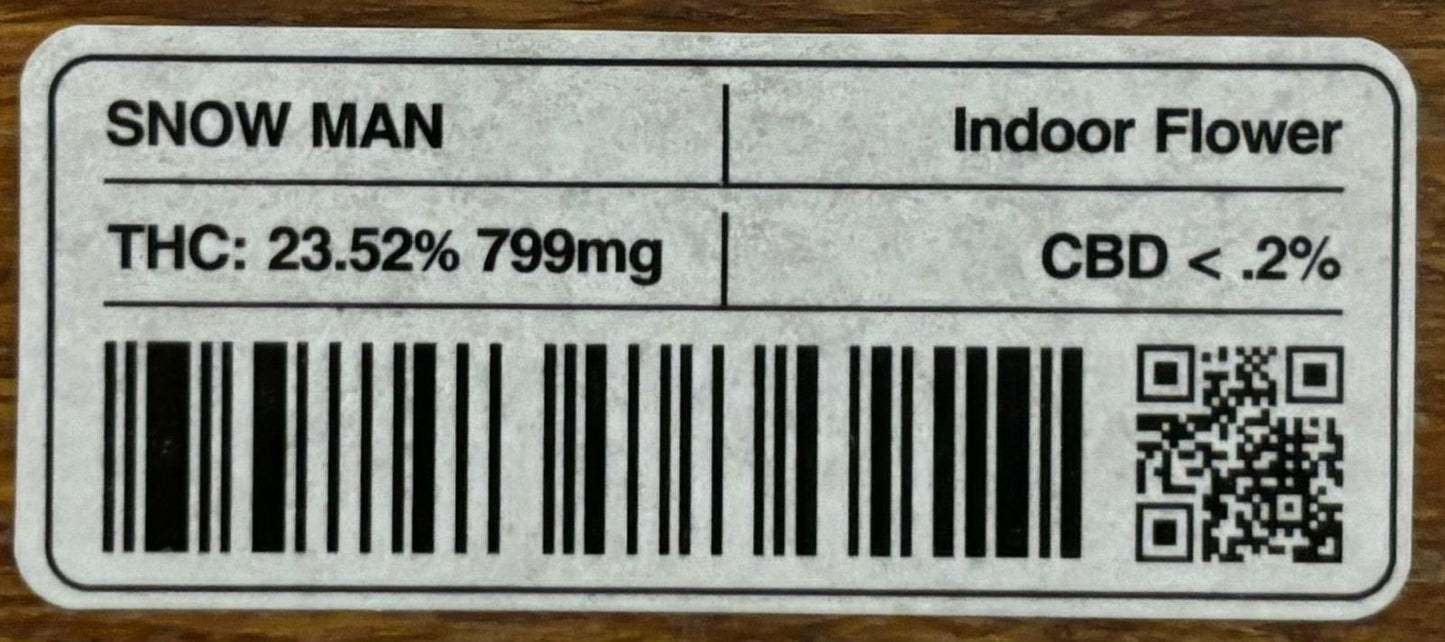 SNOW MAN Indoor Flower
THC: 23.52% 799mg CBD < .2%